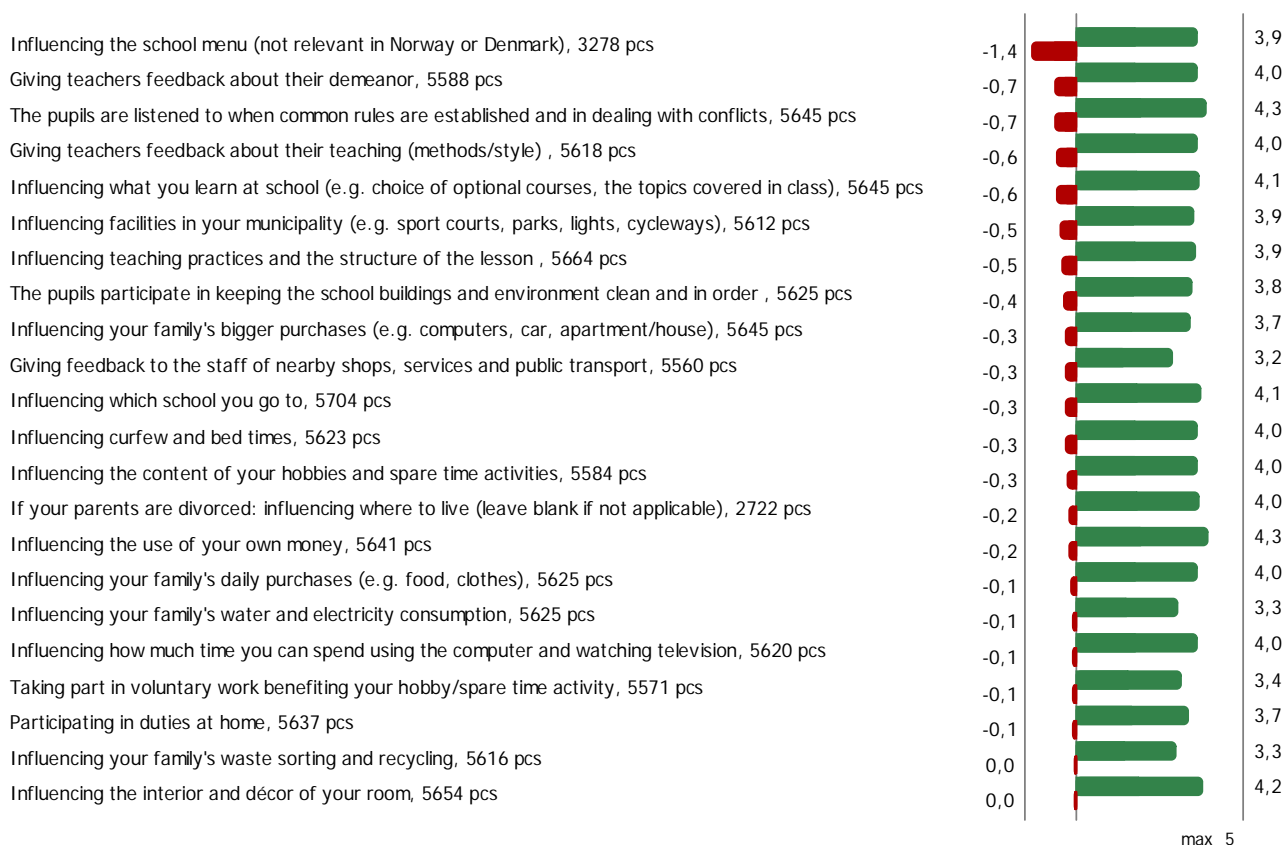 Influencing the school menu (not relevant in Norway or Denmark), 3278 pcs -1,4 3,9
Giving teachers feedback about their demeanor, 5588 pcs -0,7 4,0
The pupils are listened to when common rules are established and in dealing with conflicts, 5645 pcs -0,7 4,3
Giving teachers feedback about their teaching (methods/style) , 5618 pcs -0,6 4,0
Influencing what you learn at school (e.g. choice of optional courses, the topics covered in class), 5645 pcs -0,6 4,1
Influencing facilities in your municipality (e.g. sport courts, parks, lights, cycleways), 5612 pcs -0,5 3,9
Influencing teaching practices and the structure of the lesson , 5664 pcs -0,5 3,9
The pupils participate in keeping the school buildings and environment clean and in order , 5625 pcs -0,4 3,8
Influencing your family's bigger purchases (e.g. computers, car, apartment/house), 5645 pcs -0,3 3,7
Giving feedback to the staff of nearby shops, services and public transport, 5560 pcs -0,3 3,2
Influencing which school you go to, 5704 pcs -0,3 4,1
Influencing curfew and bed times, 5623 pcs -0,3 4,0
Influencing the content of your hobbies and spare time activities, 5584 pcs -0,3 4,0
If your parents are divorced: influencing where to live (leave blank if not applicable), 2722 pcs -0,2 4,0
Influencing the use of your own money, 5641 pcs -0,2 4,3
Influencing your family's daily purchases (e.g. food, clothes), 5625 pcs -0,1 4,0
Influencing your family's water and electricity consumption, 5625 pcs -0,1 3,3
Influencing how much time you can spend using the computer and watching television, 5620 pcs -0,1 4,0
Taking part in voluntary work benefiting your hobby/spare time activity, 5571 pcs -0,1 3,4
Participating in duties at home, 5637 pcs -0,1 3,7
Influencing your family's waste sorting and recycling, 5616 pcs 0,0 3,3
Influencing the interior and décor of your room, 5654 pcs 0,0 4,2
max 5